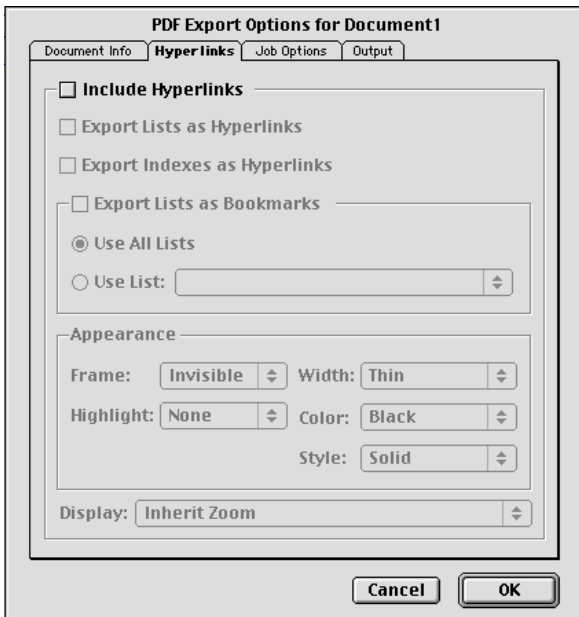 PDF Export Options for Document1
Document Info Hyperlinks Job Options Output
Include Hyperlinks
Export Lists as Hyperlinks
Export Indexes as Hyperlinks
Export Lists as Bookmarks
Use All Lists
Use List:
Appearance
Frame: Invisible Width: Thin
Highlight: None Color: Black
Style: Solid
Display: Inherit Zoom
Cancel OK